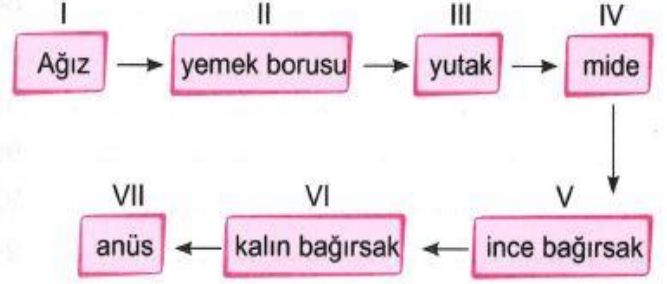 I II III IV
Ağız yemek borusu yutak mide
VII VI V
anüs kalın bağırsak ince bağırsak